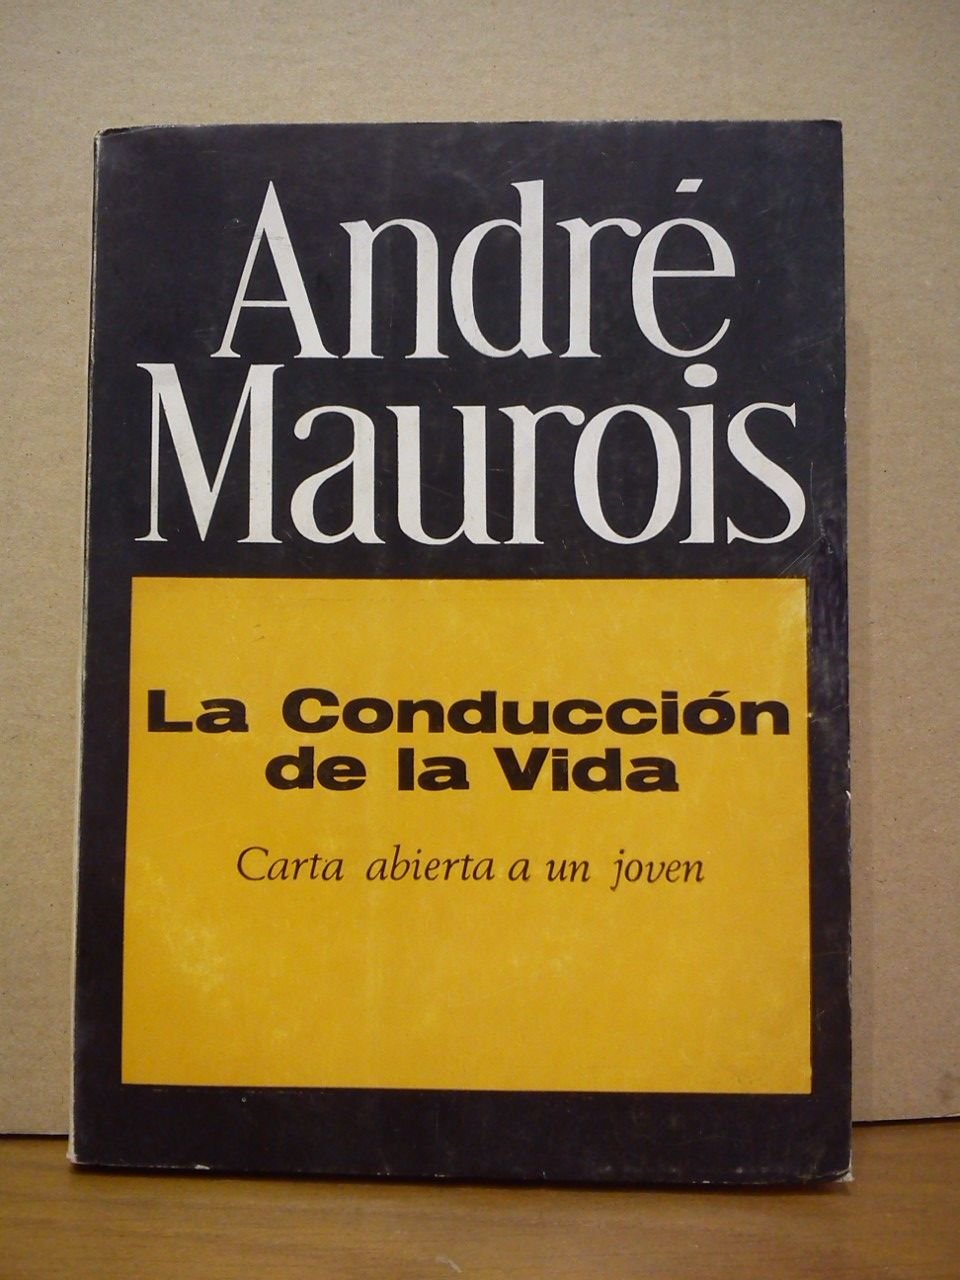 André
Maurois
La Conducción
de la Vida
Carta abierta a un joven